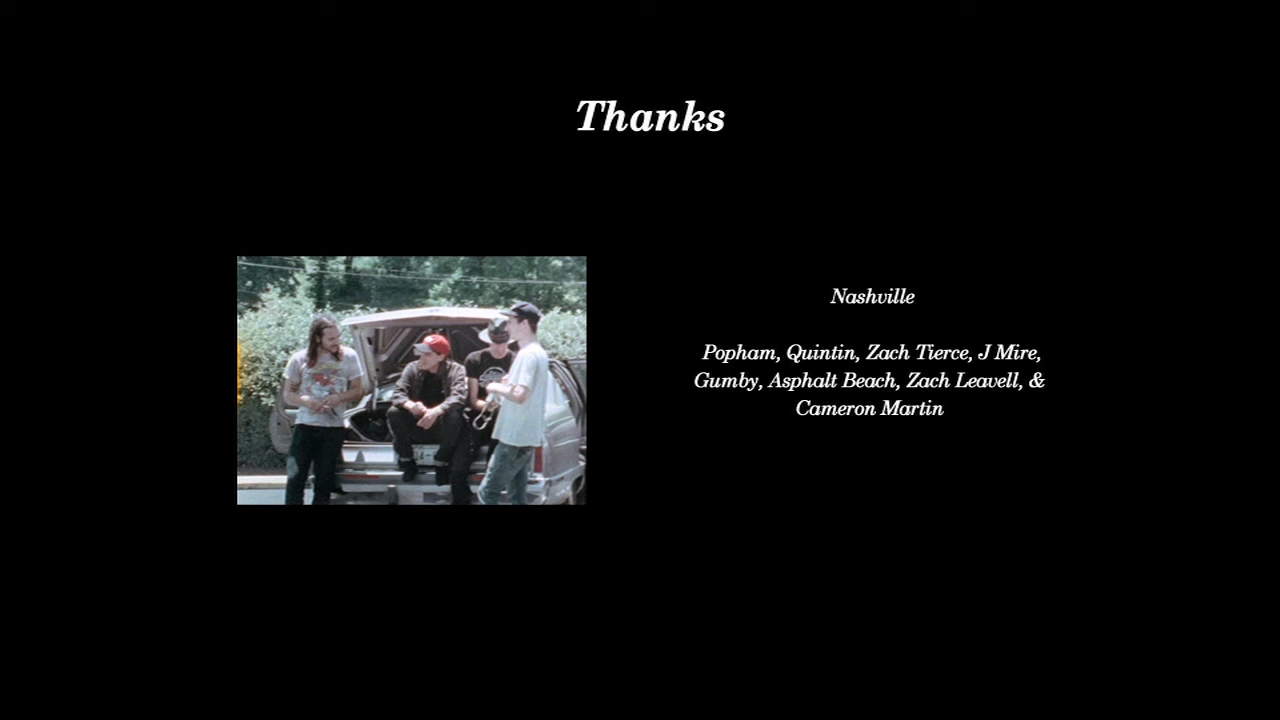 Thanks
Nashville
Popham, Quintin, Zach Tierce, J Mire,
Gumby, Asphalt Beach, Zach Leavell, &
Cameron Martin